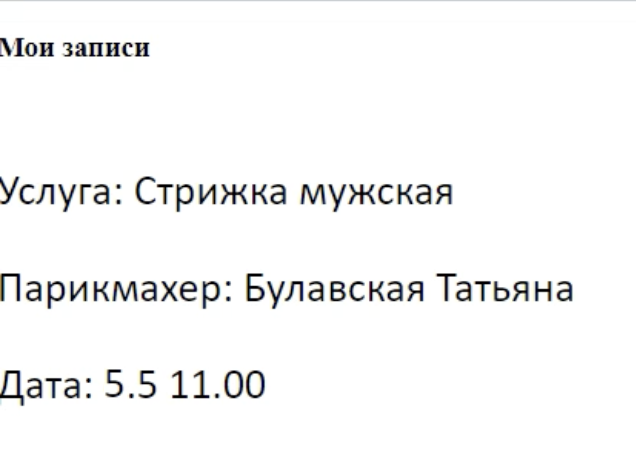 Мои записи
Услуга: Стрижка мужская
Парикмахер: Булавская Татьяна
Дата: 5.5 11.00